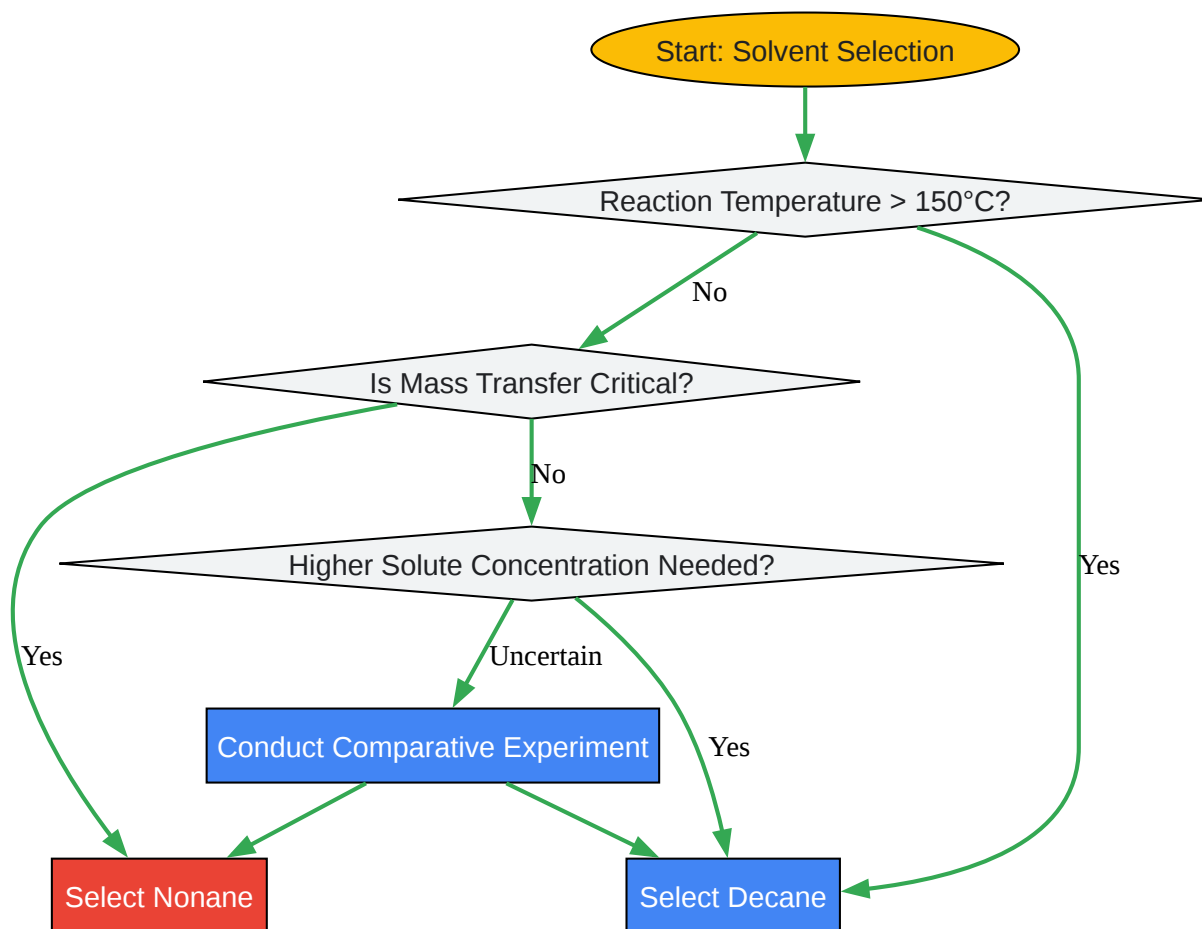 Start: Solvent Selection
Reaction Temperature > 150°C?
No
Is Mass Transfer Critical?
No
Higher Solute Concentration Needed?
Yes
Yes
Uncertain
Conduct Comparative Experiment
Yes
Select Nonane
Select Decane